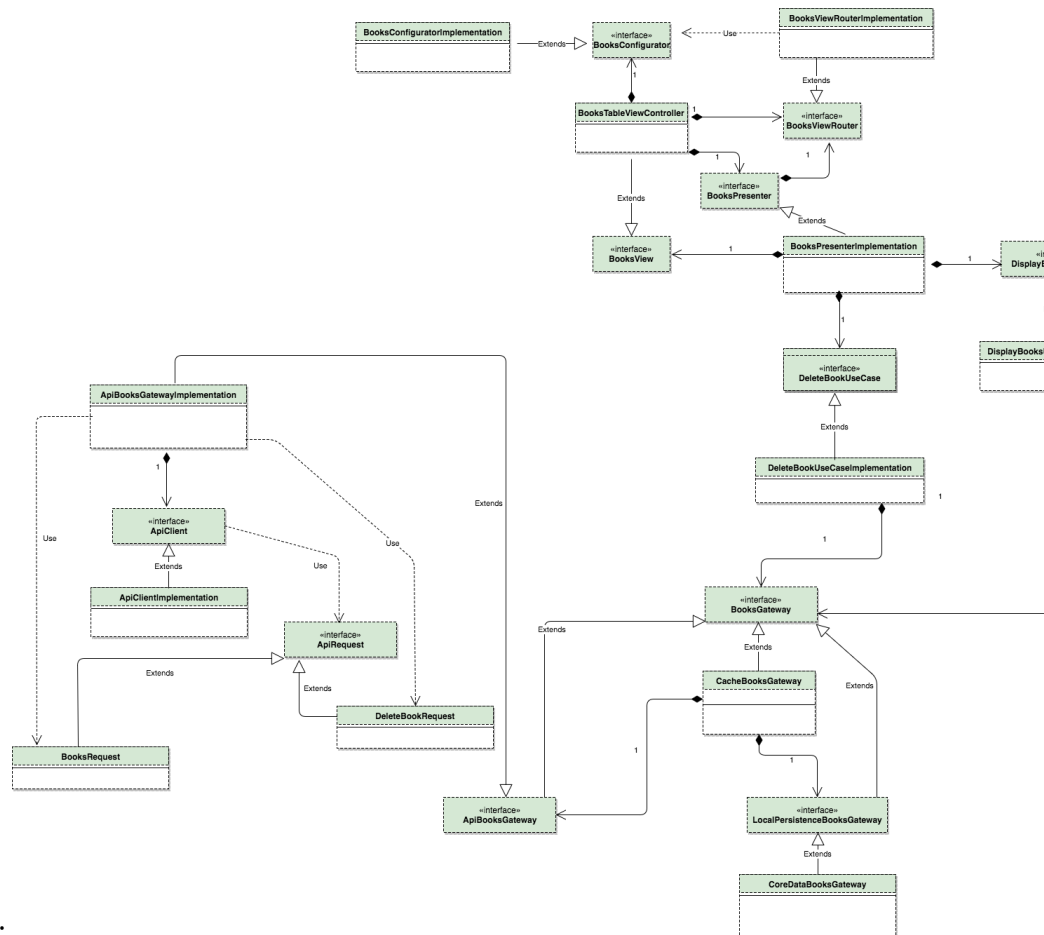 BooksViewRouterImplementation
BooksConfiguratorImplementation
«interface»
BooksConfigurator
Extends
Use
Extends
1
BooksTableViewController
1
«interface»
BooksViewRouter
1
1
«interface»
BooksPresenter
Extends
Extends
BooksPresenterImplementation
«interface»
BooksView
1
1
1
DisplayBooks
«interface»
DeleteBookUseCase
Extends
ApiBooksGatewayImplementation
1
DeleteBookUseCaseImplementation
1
Extends
«interface»
ApiClient
Use
Use
1
Extends
Use
ApiClientImplementation
«interface»
BooksGateway
«interface»
ApiRequest
Extends
Extends
Extends
CacheBooksGateway
Extends
Extends
DeleteBookRequest
BooksRequest
1
1
«interface»
ApiBooksGateway
«interface»
LocalPersistenceBooksGateway
Extends
CoreDataBooksGateway